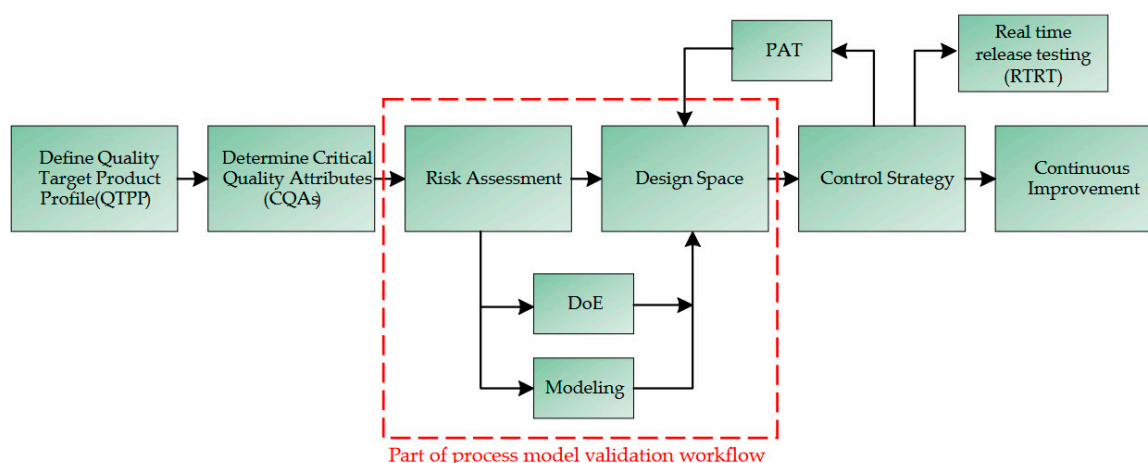 PAT
Real time
release testing
(RTRT)
Define Quality
Target Product
Profile(QTPP)
Determine Critical
Quality Attributes
(CQAs)
Risk Assessment
Design Space
Control Strategy
Continuous
Improvement
DoE
Modeling
Part of process model validation workflow